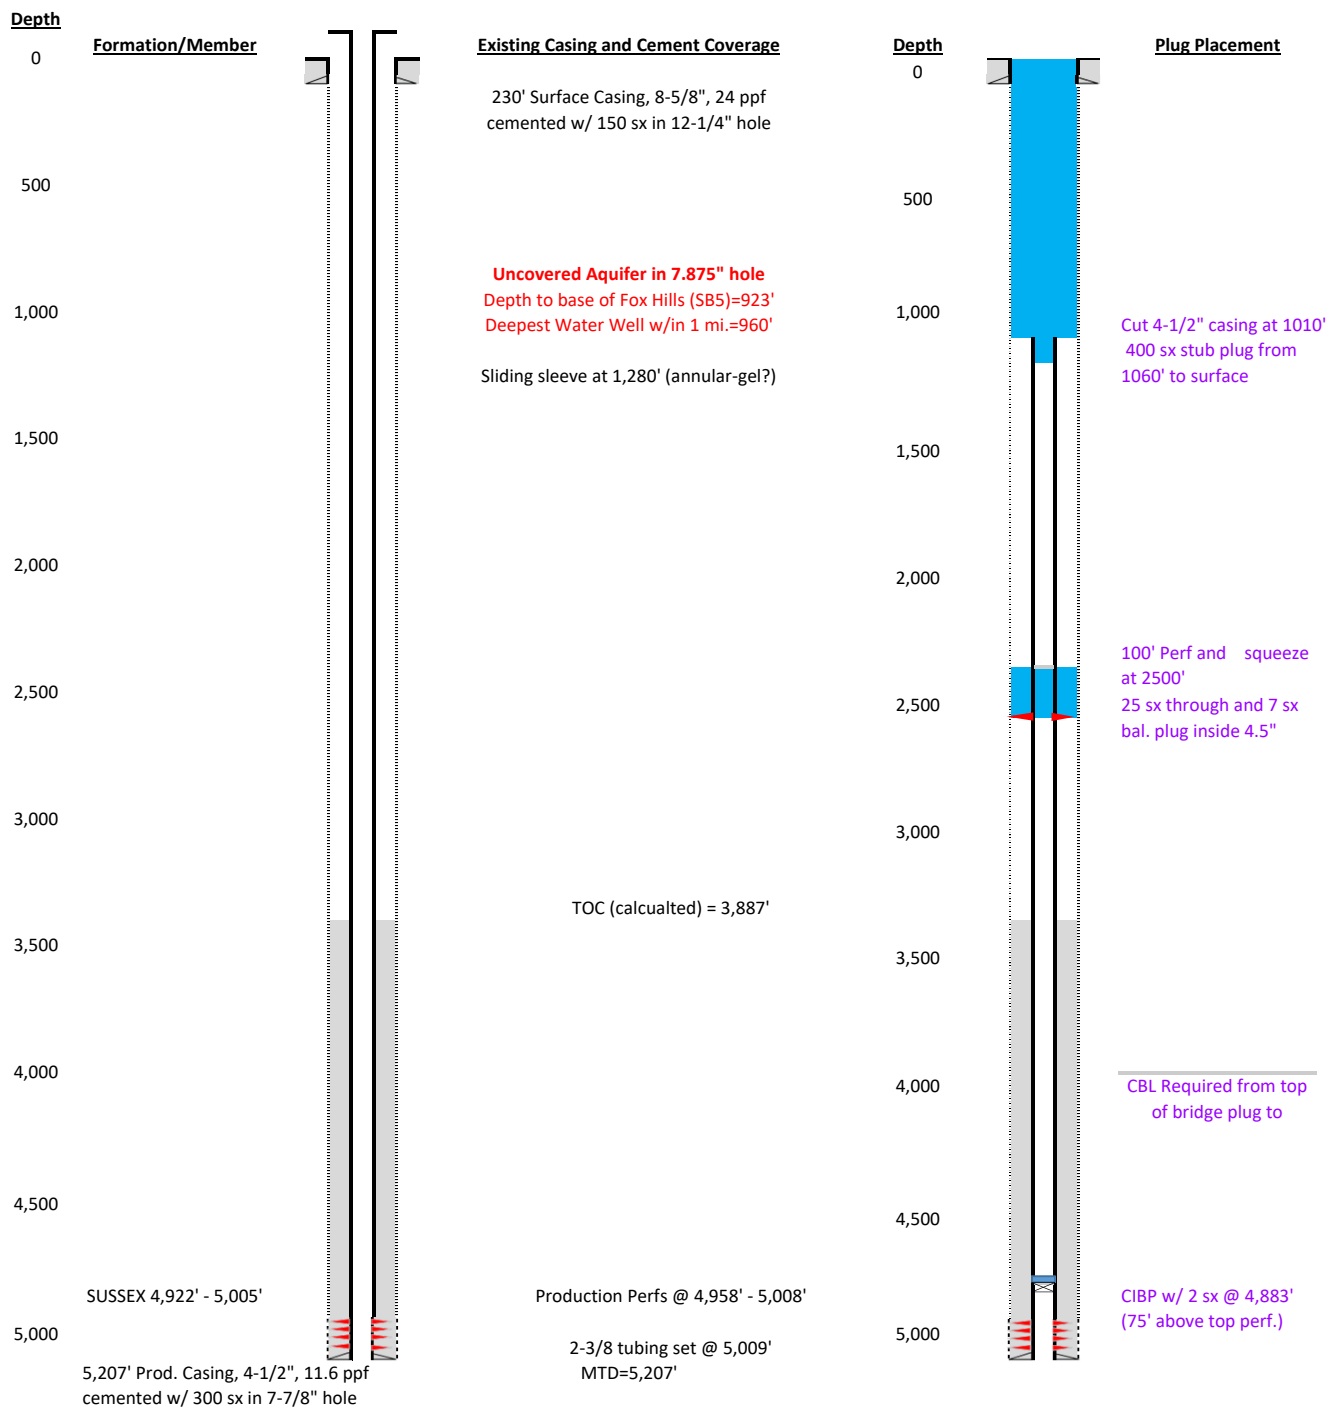 Depth
Formation/Member
Existing Casing and Cement Coverage
Depth
Plug Placement
0
0
230' Surface Casing, 8-5/8", 24 ppf
cemented w/ 150 sx in 12-1/4" hole
500
500
Uncovered Aquifer in 7.875" hole
Depth to base of Fox Hills (SB5)=923'
Deepest Water Well w/in 1 mi.=960'
1,000
1,000
Cut 4-1/2" casing at 1010'
400 sx stub plug from
1060' to surface
Sliding sleeve at 1,280' (annular-gel?)
1,500
1,500
2,000
2,000
100' Perf and squeeze
at 2500'
25 sx through and 7 sx
bal. plug inside 4.5"
2,500
2,500
3,000
3,000
TOC (calcualted) = 3,887'
3,500
3,500
4,000
4,000
CBL Required from top
of bridge plug to
4,500
4,500
SUSSEX 4,922' - 5,005'
Production Perfs @ 4,958' - 5,008'
CIBP w/ 2 sx @ 4,883'
(75' above top perf.)
5,000
5,000
2-3/8 tubing set @ 5,009'
MTD=5,207'
5,207' Prod. Casing, 4-1/2", 11.6 ppf
cemented w/ 300 sx in 7-7/8" hole